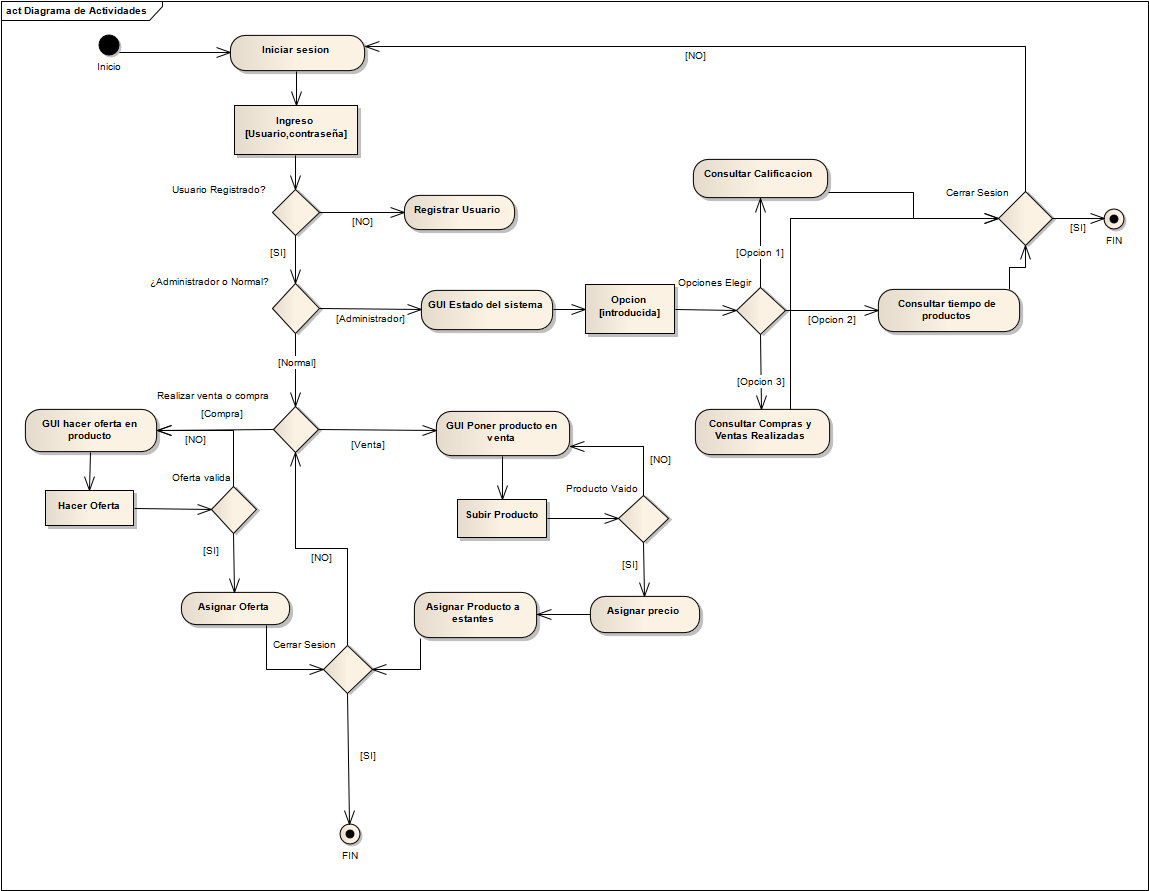 act Diagrama de Actividades
Inicio
Iniciar sesion
[NO]
Ingreso
[Usuario,contraseña]
Usuario Registrado?
[NO]
Registrar Usuario
[SI]
Consultar Calificacion
Cerrar Sesion
[SI]
FIN
[Opcion 1]
¿Administrador o Normal?
[Administrador]
GUI Estado del sistema
Opcion
[introducida]
Opciones Elegir
[Opcion 2]
Consultar tiempo de
productos
[Normal]
[Opcion 3]
Consultar Compras y
Ventas Realizadas
Realizar venta o compra
[Compra]
GUI hacer oferta en
producto
[NO]
[Venta]
GUI Poner producto en
venta
[NO]
Oferta valida
Hacer Oferta
[SI]
Producto Vaido
Subir Producto
[SI]
[NO]
Asignar Oferta
Asignar Producto a
estantes
Asignar precio
Cerrar Sesion
[SI]
FIN